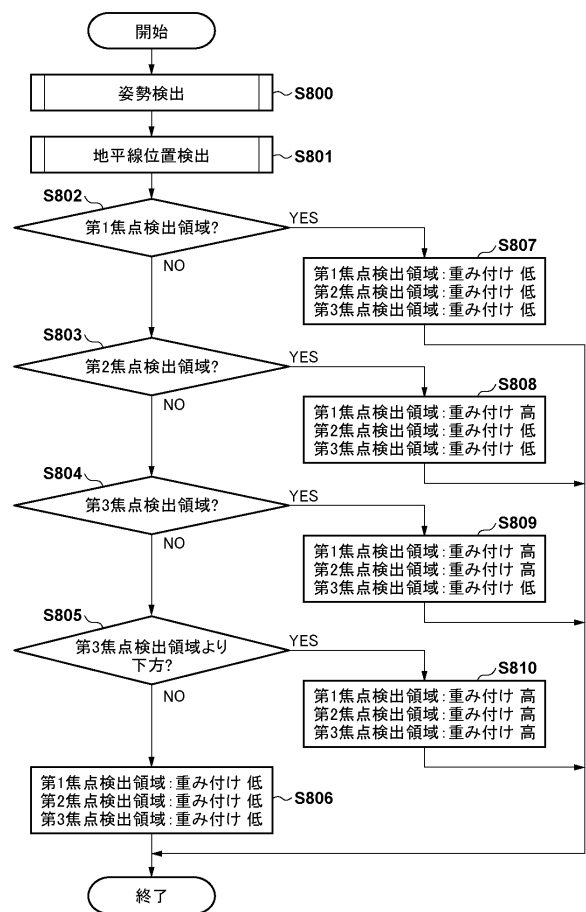 開始
姿勢検出
S800
地平線位置検出
S801
S802
第1焦点検出領域?
YES
NO
S807
第1焦点検出領域:重み付け 低
第2焦点検出領域:重み付け 低
第3焦点検出領域:重み付け 低
S803
第2焦点検出領域?
YES
NO
S808
第1焦点検出領域:重み付け 高
第2焦点検出領域:重み付け 低
第3焦点検出領域:重み付け 低
S804
第3焦点検出領域?
YES
NO
S809
第1焦点検出領域:重み付け 高
第2焦点検出領域:重み付け 高
第3焦点検出領域:重み付け 低
S805
第3焦点検出領域より
下方?
YES
NO
S810
第1焦点検出領域:重み付け 高
第2焦点検出領域:重み付け 高
第3焦点検出領域:重み付け 高
第1焦点検出領域:重み付け 低
第2焦点検出領域:重み付け 低
第3焦点検出領域:重み付け 低
S806
終了